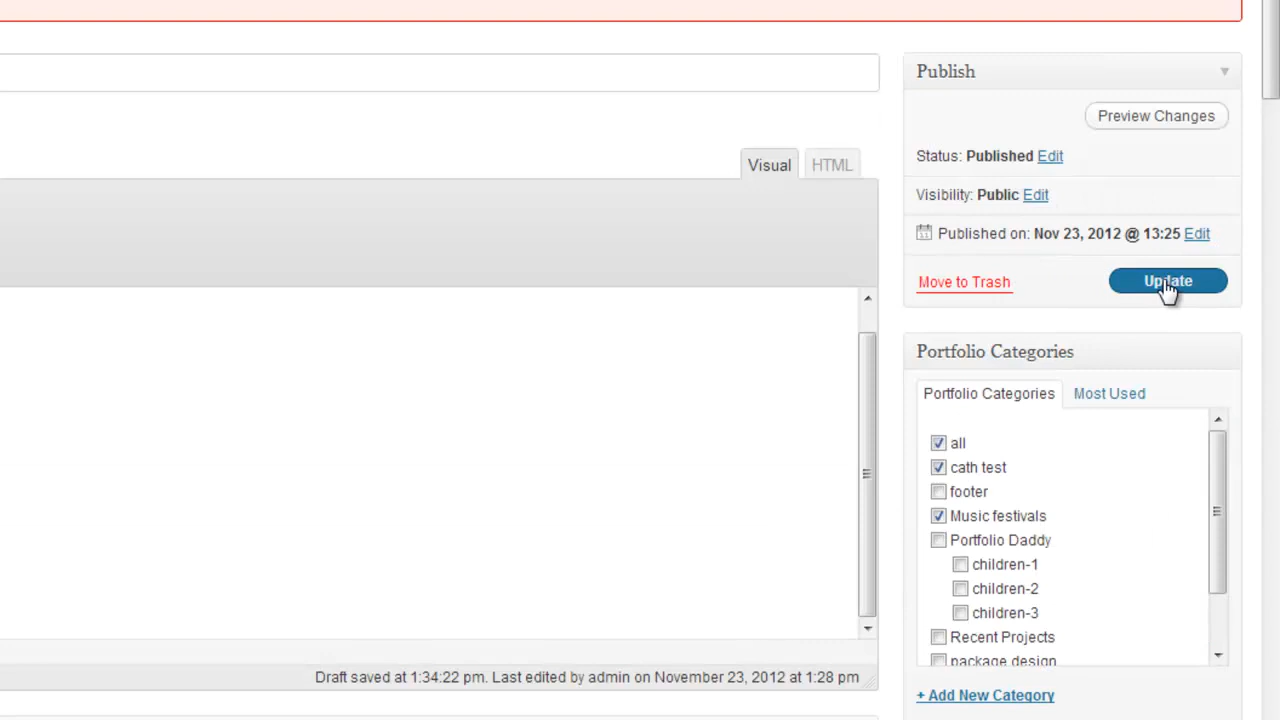 Publish
Preview Changes
Status: Published Edit
Visibility: Public Edit
Published on: Nov 23, 2012 @ 13:25 Edit
Move to Trash
Update
Visual
HTML
Portfolio Categories
Portfolio Categories
Most Used
all
cath test
footer
Music festivals
Portfolio Daddy
children-1
children-2
children-3
Recent Projects
package design
+ Add New Category
Draft saved at 1:34:22 pm. Last edited by admin on November 23, 2012 at 1:28 pm